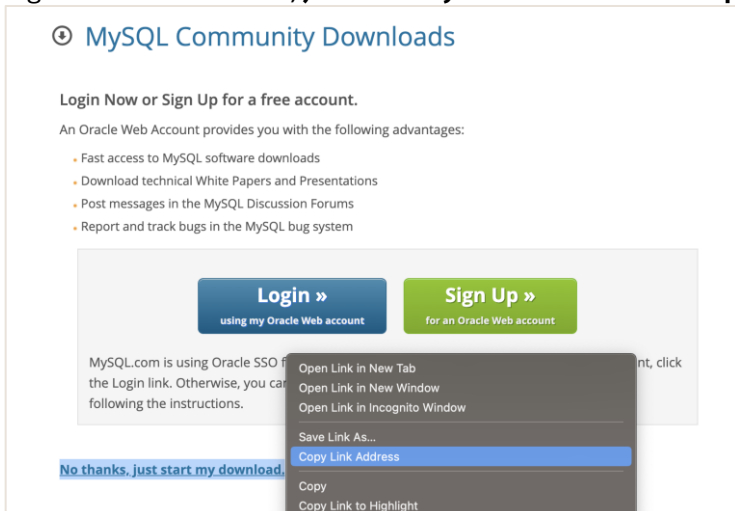 MySQL Community Downloads
Login Now or Sign Up for a free account.
An Oracle Web Account provides you with the following advantages:
Fast access to MySQL software downloads
Download technical White Papers and Presentations
Post messages in the MySQL Discussion Forums
Report and track bugs in the MySQL bug system
Login »
using my Oracle Web account
Sign Up »
for an Oracle Web account
MySQL.com is using Oracle SSO
nt, click
the Login link. Otherwise, you
following the instructions.
Open Link in New Tab
Open Link in New Window
Open Link in Incognito Window
Save Link As...
Copy Link Address
Copy
Copy Link to Highlight
No thanks, just start my download.